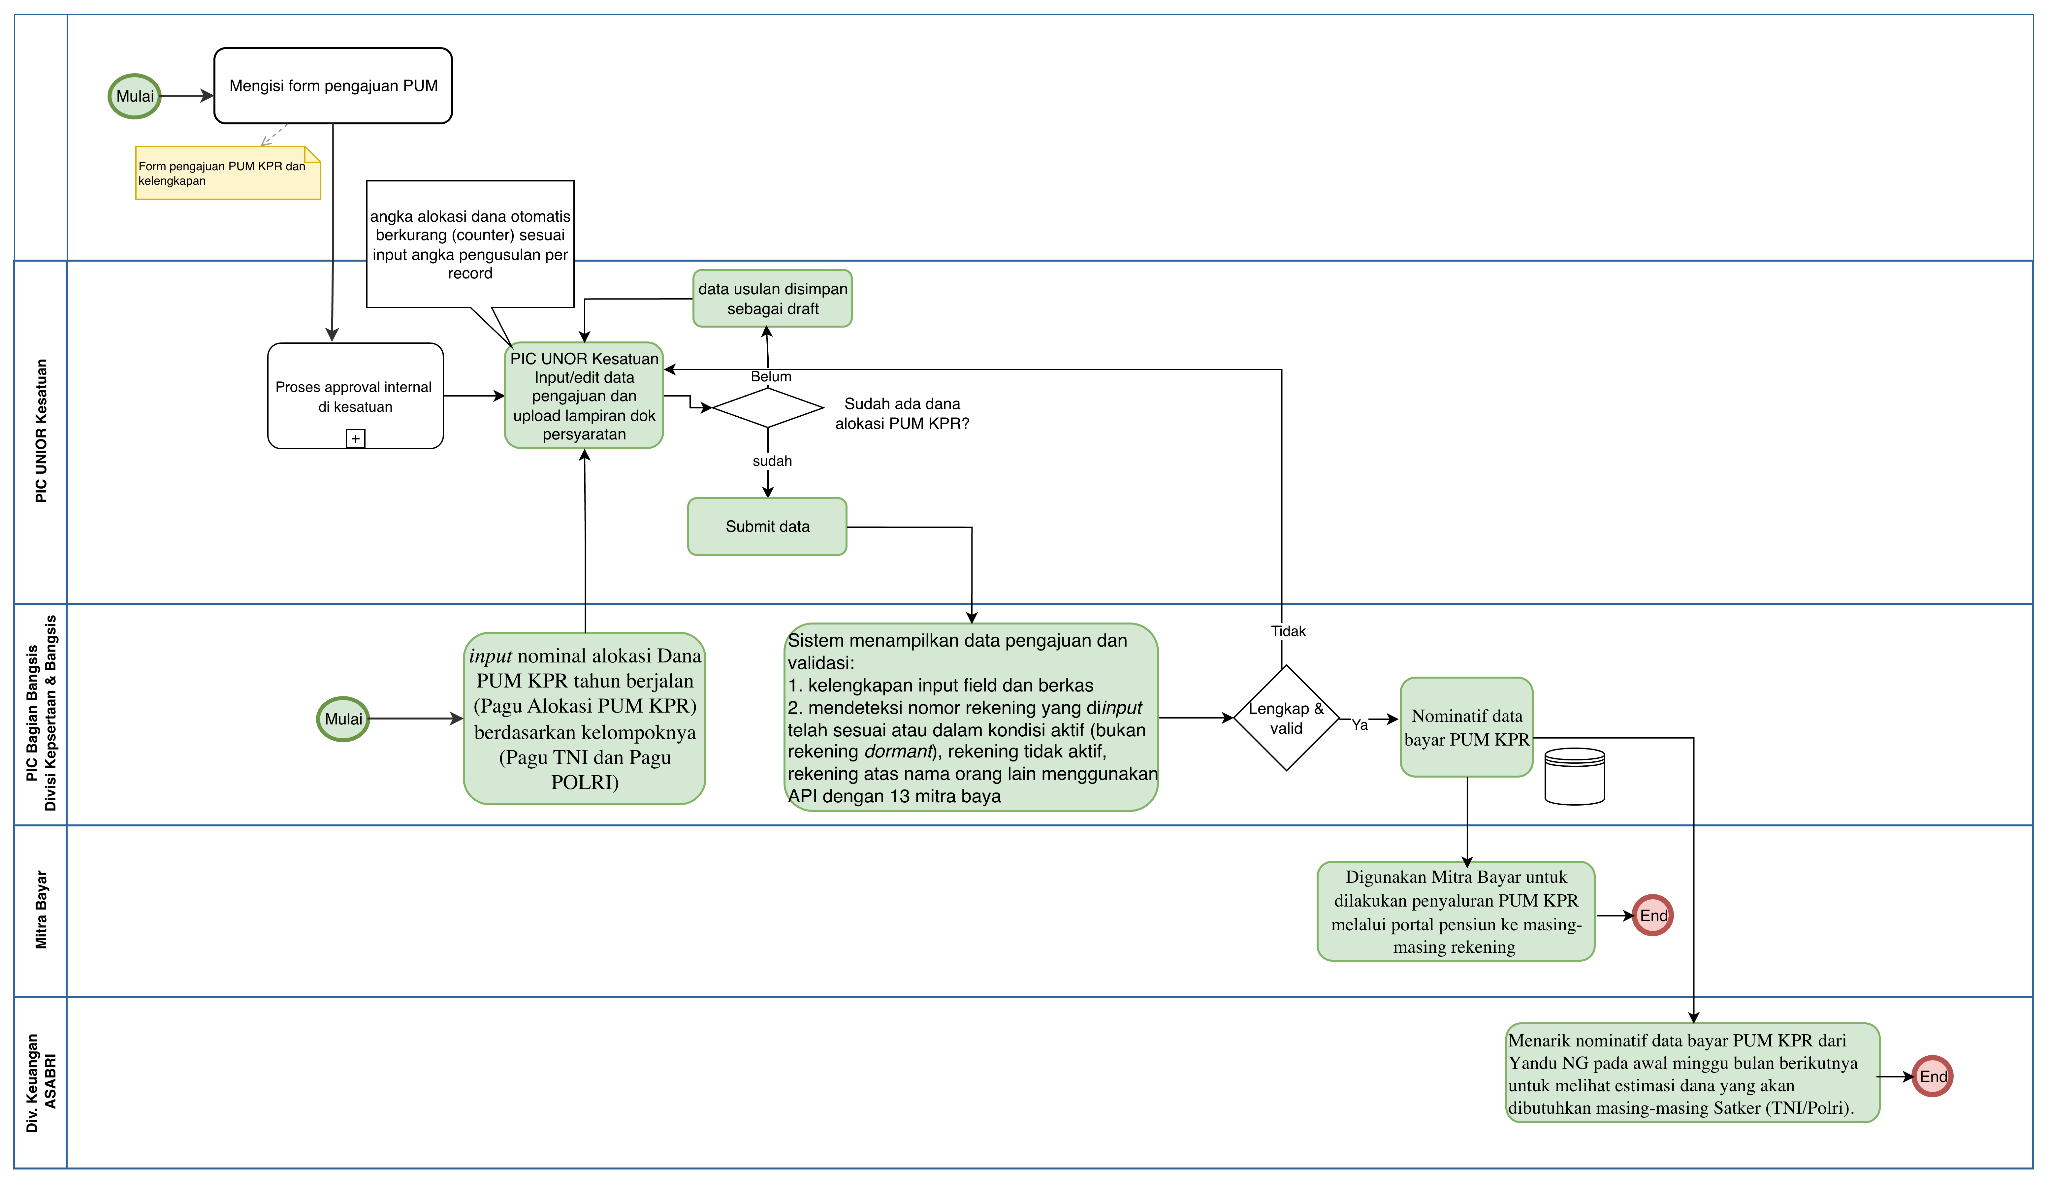 Mulai
Mengisi form pengajuan PUM
Form pengajuan PUM KPR dan
kelengkapan
angka alokasi dana otomatis
berkurang (counter) sesuai
input angka pengusulan per
record
PIC UNIOR Kesatuan
data usulan disimpan
sebagai draft
Proses approval internal
di kesatuan
+
PIC UNOR Kesatuan
Input/edit data
pengajuan dan
upload lampiran dok
persyaratan
Belum
Sudah ada dana
alokasi PUM KPR?
sudah
Submit data
PIC Bagian Bangsis
Divisi Kepsertaan & Bangsis
Mulai
input nominal alokasi Dana
PUM KPR tahun berjalan
(Pagu Alokasi PUM KPR)
berdasarkan kelompoknya
(Pagu TNI dan Pagu
POLRI)
Sistem menampilkan data pengajuan dan
validasi:
1. kelengkapan input field dan berkas
2. mendeteksi nomor rekening yang diinput
telah sesuai atau dalam kondisi aktif (bukan
rekening dormant), rekening tidak aktif,
rekening atas nama orang lain menggunakan
API dengan 13 mitra baya
Tidak
Lengkap &
valid
Ya
Nominatif data
bayar PUM KPR
Mitra Bayar
Digunakan Mitra Bayar untuk
dilakukan penyaluran PUM KPR
melalui portal pensiun ke masing-
masing rekening
End
Div. Keuangan
ASABRI
Menarik nominatif data bayar PUM KPR dari
Yandu NG pada awal minggu bulan berikutnya
untuk melihat estimasi dana yang akan
dibutuhkan masing-masing Satker (TNI/Polri).
End